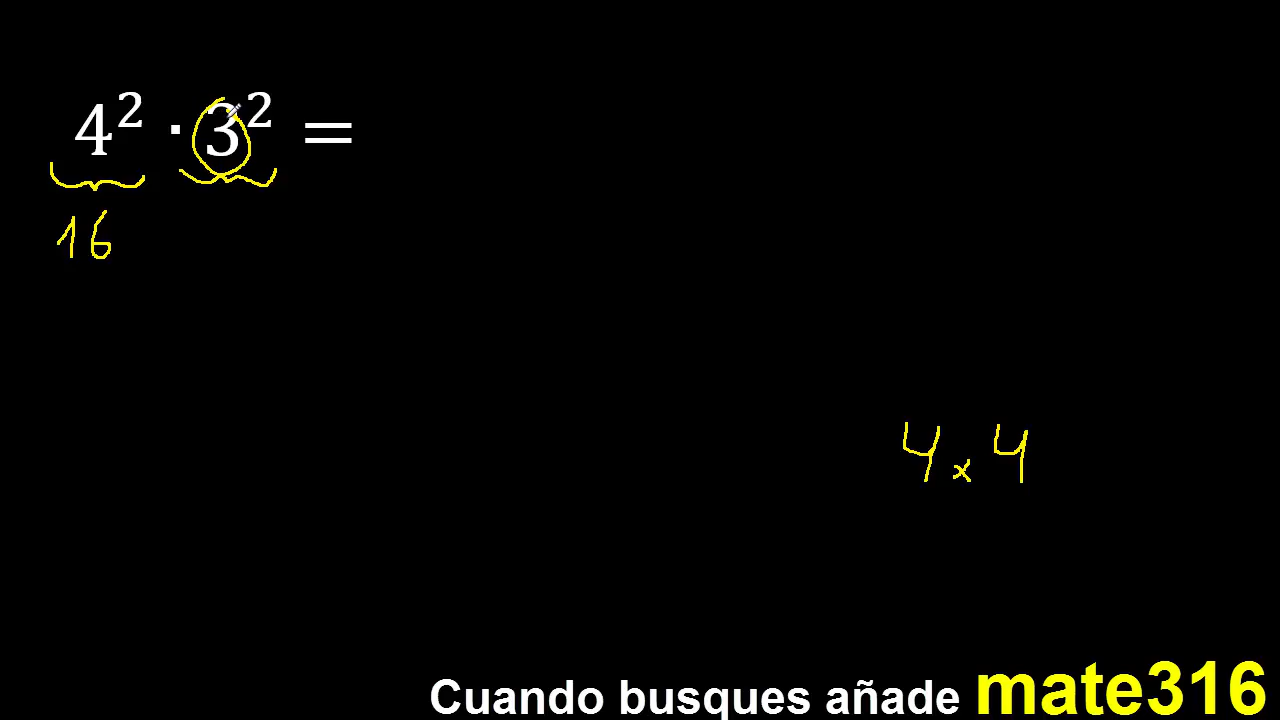 4² · 3² =
16
4 x 4
Cuando busques añade mate316